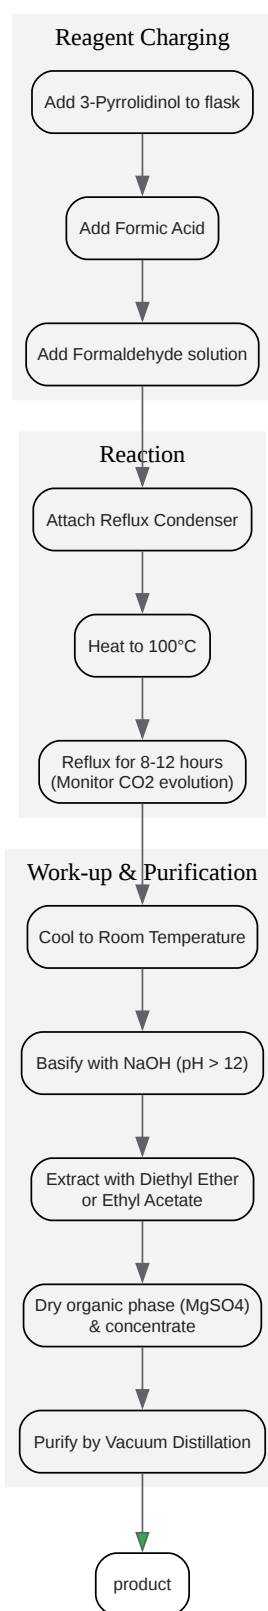 Reagent Charging
Add 3-Pyrrolidinol to flask
Add Formic Acid
Add Formaldehyde solution
Reaction
Attach Reflux Condenser
Heat to 100°C
Reflux for 8-12 hours
(Monitor CO2 evolution)
Work-up & Purification
Cool to Room Temperature
Basify with NaOH (pH > 12)
Extract with Diethyl Ether
or Ethyl Acetate
Dry organic phase (MgSO4)
& concentrate
Purify by Vacuum Distillation
product